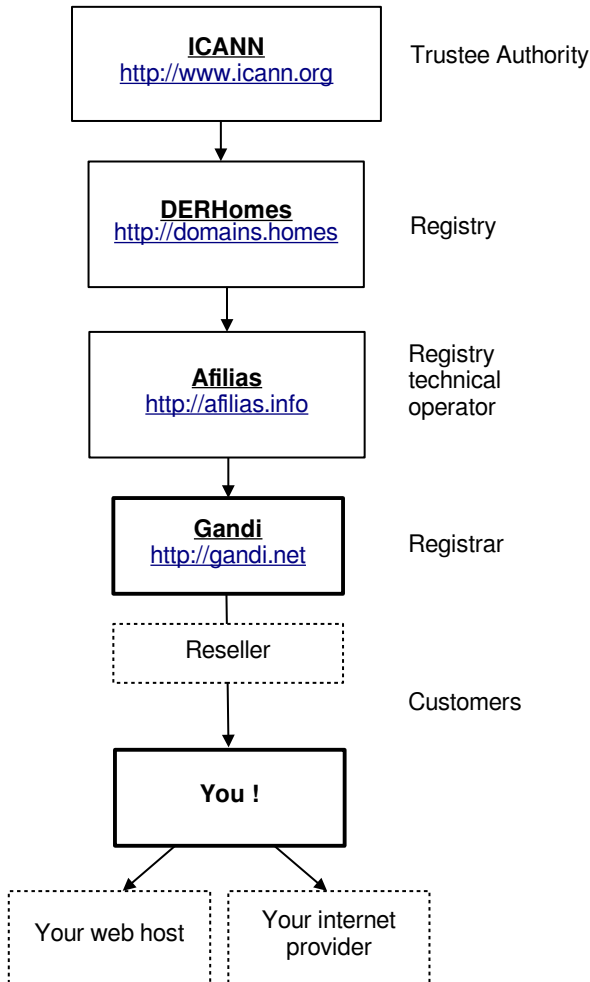 ICANN
http://www.icann.org
Trustee Authority
DERHomes
http://domains.homes
Registry
Afilias
http://afilias.info
Registry
technical
operator
Gandi
http://gandi.net
Registrar
Reseller
Customers
You !
Your web host
Your internet
provider